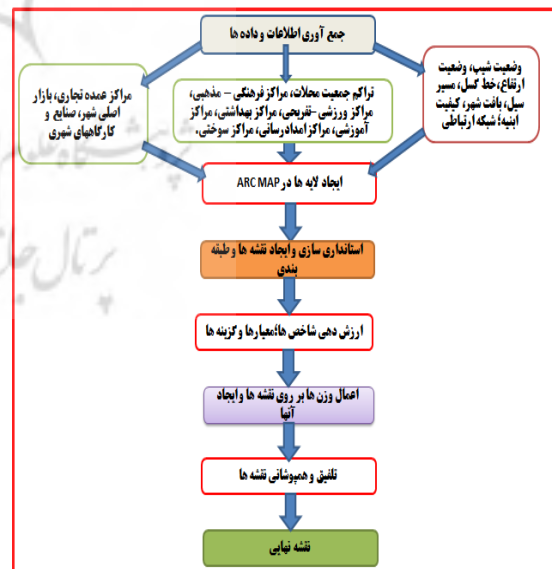 جمع آوری اطلاعات و داده ها
وضعیت شیب، وضعیت
ارتفاع، خط گسل، مسیر
سیل، بافت شهر، کیفیت
ابنیه؛ شبکه ارتباطی
تراکم جمعیت محلات، مراکز فرهنگی – مذهبی،
مراکز ورزشی-تفریحی، مراکز بهداشتی، مراکز
آموزشی، مراکز امدادرسانی، مراکز سوختی.
مراکز عمده تجاری، بازار
اصلی شهر، صنایع و
کارگاههای شهری
ایجاد لایه ها در ARC MAP
استانداری سازی و ایجاد نقشه ها و طبقه
بندی
ارزش دهی شاخص ها؛معیارها و گزینه ها
اعمال وزن ها بر روی نقشه ها و ایجاد
آنها
تلفیق و همپوشانی نقشه ها
نقشه نهایی
پرتال جا